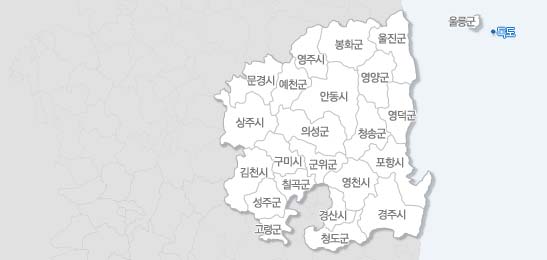 울릉군
독도
울진군
봉화군
영주시
문경시
예천군
영양군
안동시
영덕군
상주시
의성군
청송군
구미시
군위군
포항시
김천시
칠곡군
영천시
성주군
경산시
경주시
고령군
청도군